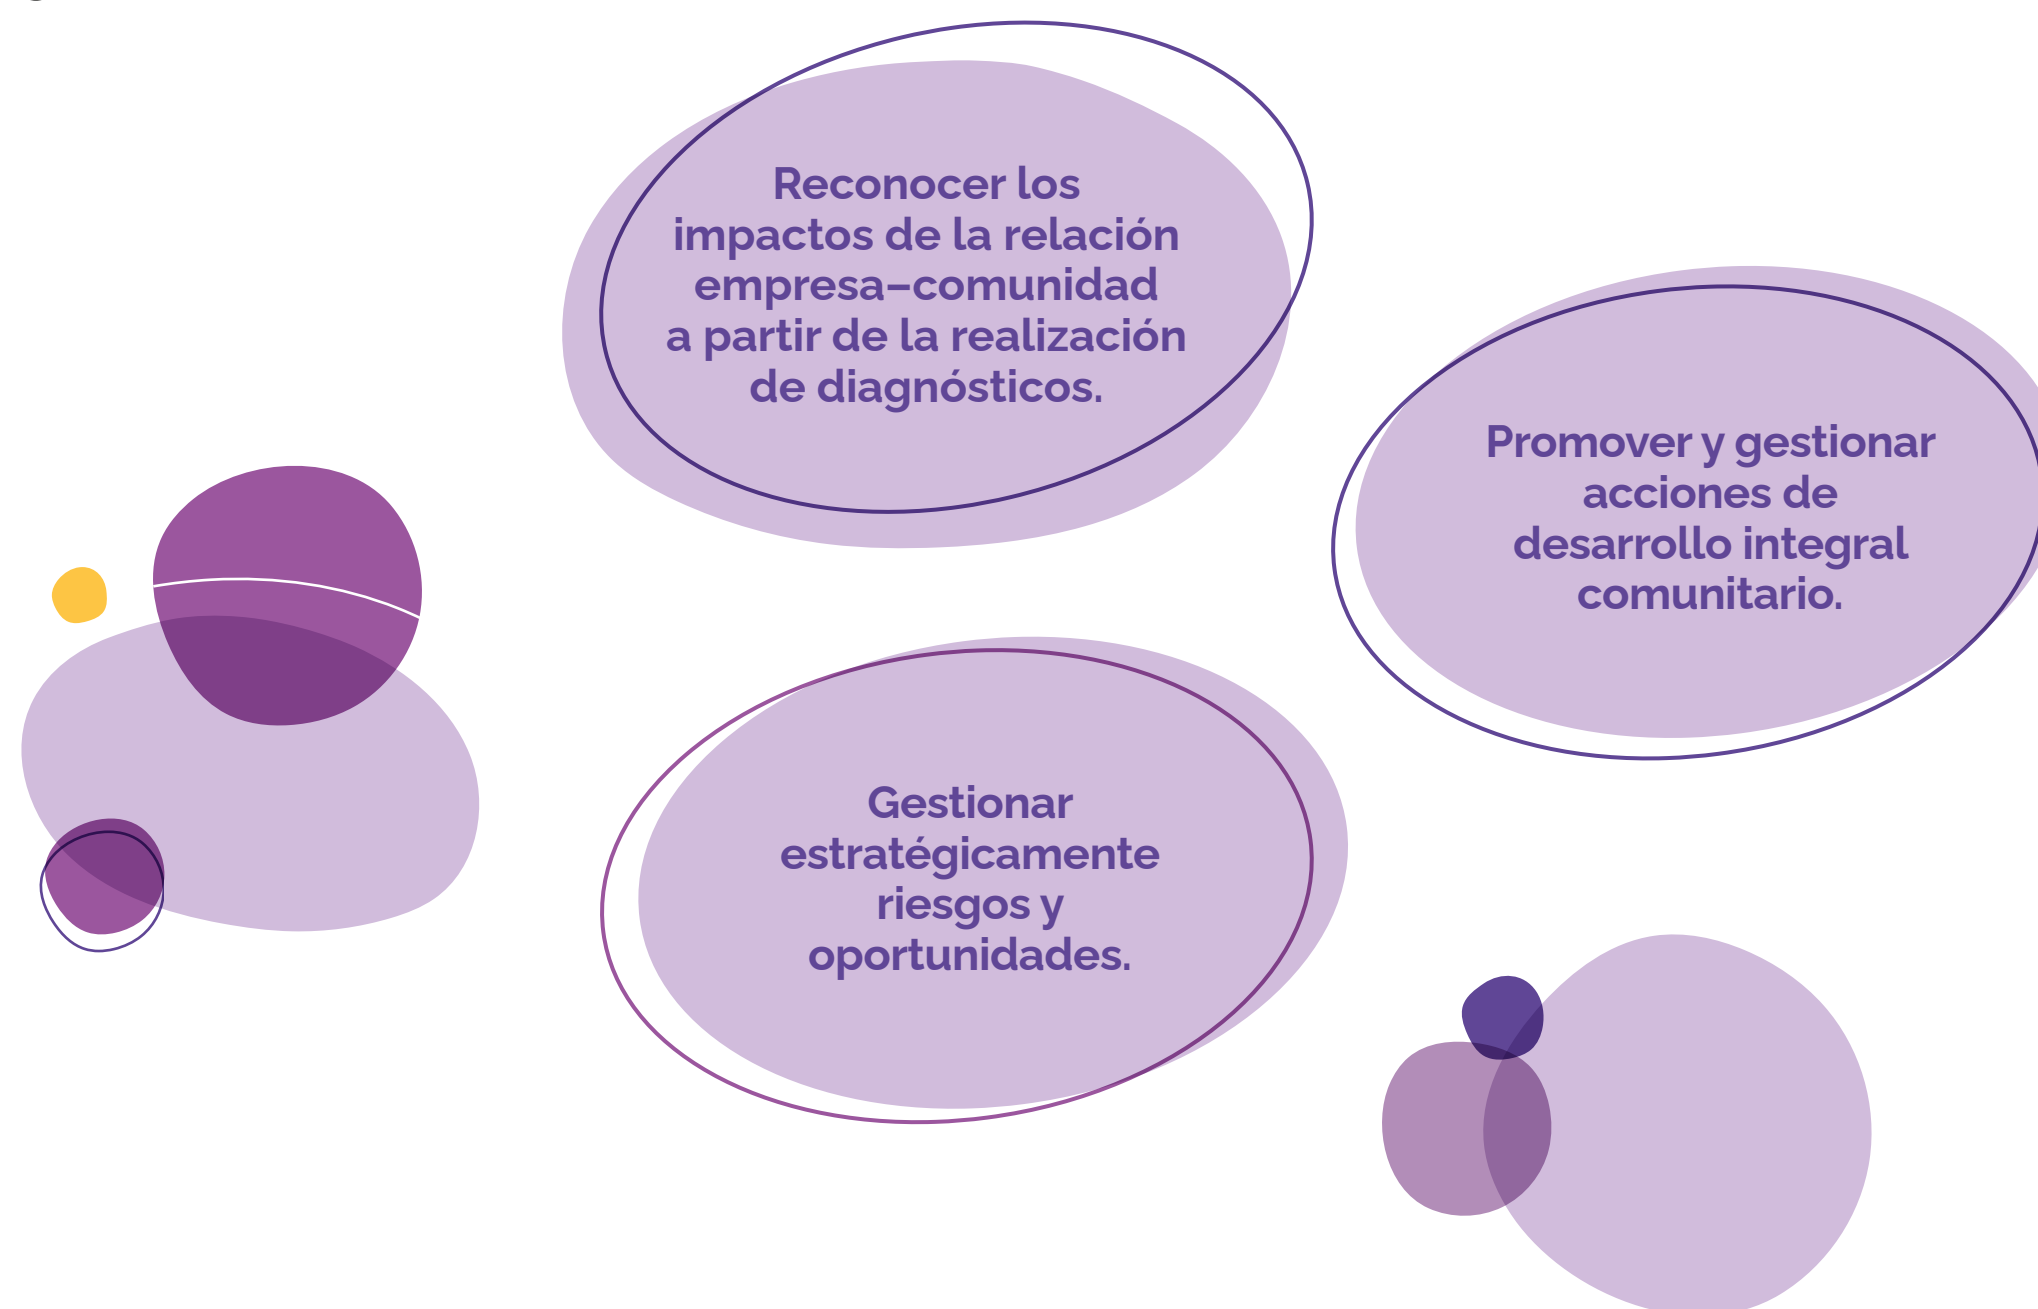 Reconocer los
impactos de la relación
empresa–comunidad
a partir de la realización
de diagnósticos.
Promover y gestionar
acciones de
desarrollo integral
comunitario.
Gestionar
estratégicamente
riesgos y
oportunidades.